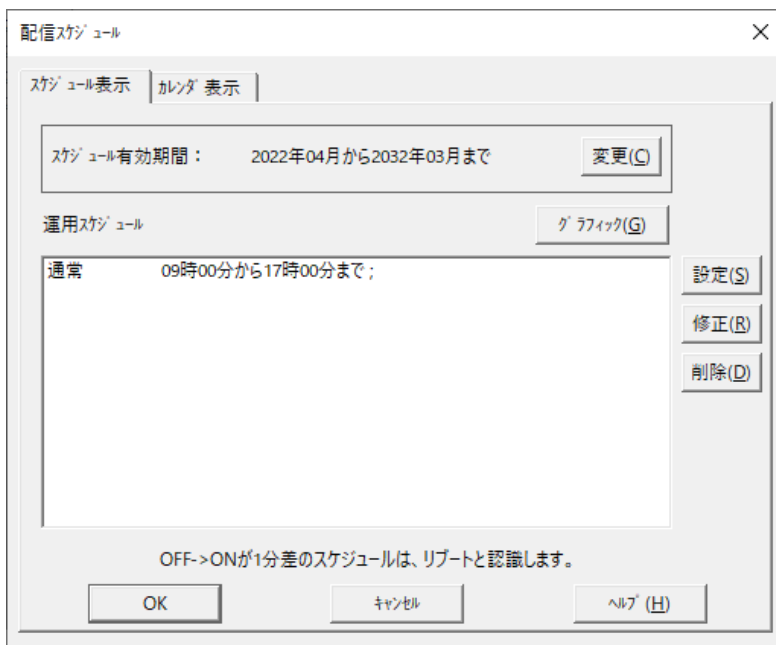 配信ｽｹｼﾞｭｰﾙ
ｽｹｼﾞｭｰﾙ表示 ｶﾚﾝﾀﾞ表示
ｽｹｼﾞｭｰﾙ有効期間： 2022年04月から2032年03月まで 変更(C)
運用ｽｹｼﾞｭｰﾙ ｸﾞﾗﾌｨｯｸ(G)
通常 09時00分から17時00分まで ;
設定(S)
修正(R)
削除(D)
OFF->ONが1分差のスケジュールは、リブートと認識します。
OK ｷｬﾝｾﾙ ﾍﾙﾌﾟ(H)